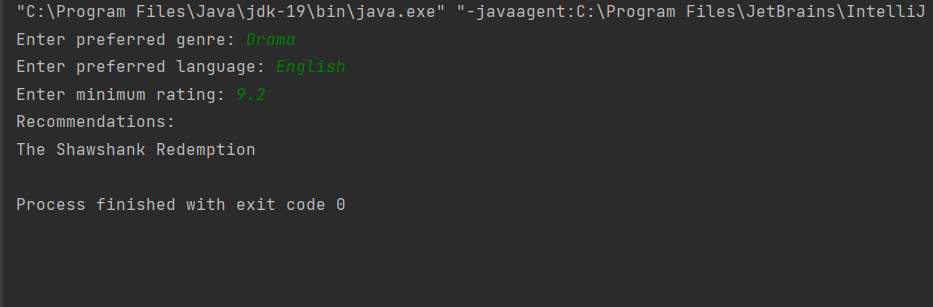 "C:\Program Files\Java\jdk-19\bin\java.exe" "-javaagent:C:\Program Files\JetBrains\IntelliJ
Enter preferred genre: Drama
Enter preferred language: English
Enter minimum rating: 9.2
Recommendations:
The Shawshank Redemption
Process finished with exit code 0